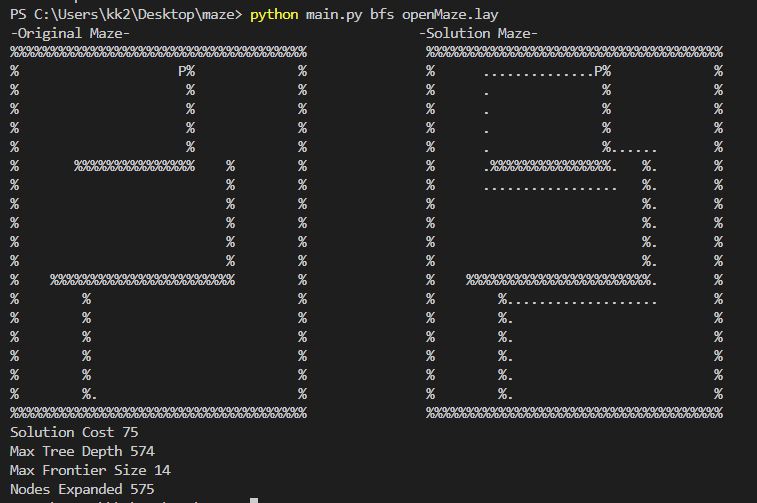 PS C:\Users\kk2\Desktop\maze> python main.py bfs openMaze.lay
-Original Maze-                                    -Solution Maze-
%%%%%%%%%%%%%%%%%%%%%%%%%%%%%%%%%%%%%               %%%%%%%%%%%%%%%%%%%%%%%%%%%%%%%%%%%%%
%                    P%             %               %      ..............P%             %
%                     %             %               %      .              %             %
%                     %             %               %      .              %             %
%                     %             %               %      .              %             %
%                     %             %               %      .              %......       %
%       %%%%%%%%%%%%%%%    %        %               %      .%%%%%%%%%%%%%%%.   %.       %
%                          %        %               %      .................   %.       %
%                          %        %               %                          %.       %
%                          %        %               %                          %.       %
%                          %        %               %                          %.       %
%                          %        %               %                          %.       %
%    %%%%%%%%%%%%%%%%%%%%%%%        %               %    %%%%%%%%%%%%%%%%%%%%%%%.       %
%        %                          %               %        %...................       %
%        %                          %               %        %.                         %
%        %                          %               %        %.                         %
%        %                          %               %        %.                         %
%        %                          %               %        %.                         %
%        %.                         %               %        %.                         %
%%%%%%%%%%%%%%%%%%%%%%%%%%%%%%%%%%%%%               %%%%%%%%%%%%%%%%%%%%%%%%%%%%%%%%%%%%%
Solution Cost 75
Max Tree Depth 574
Max Frontier Size 14
Nodes Expanded 575